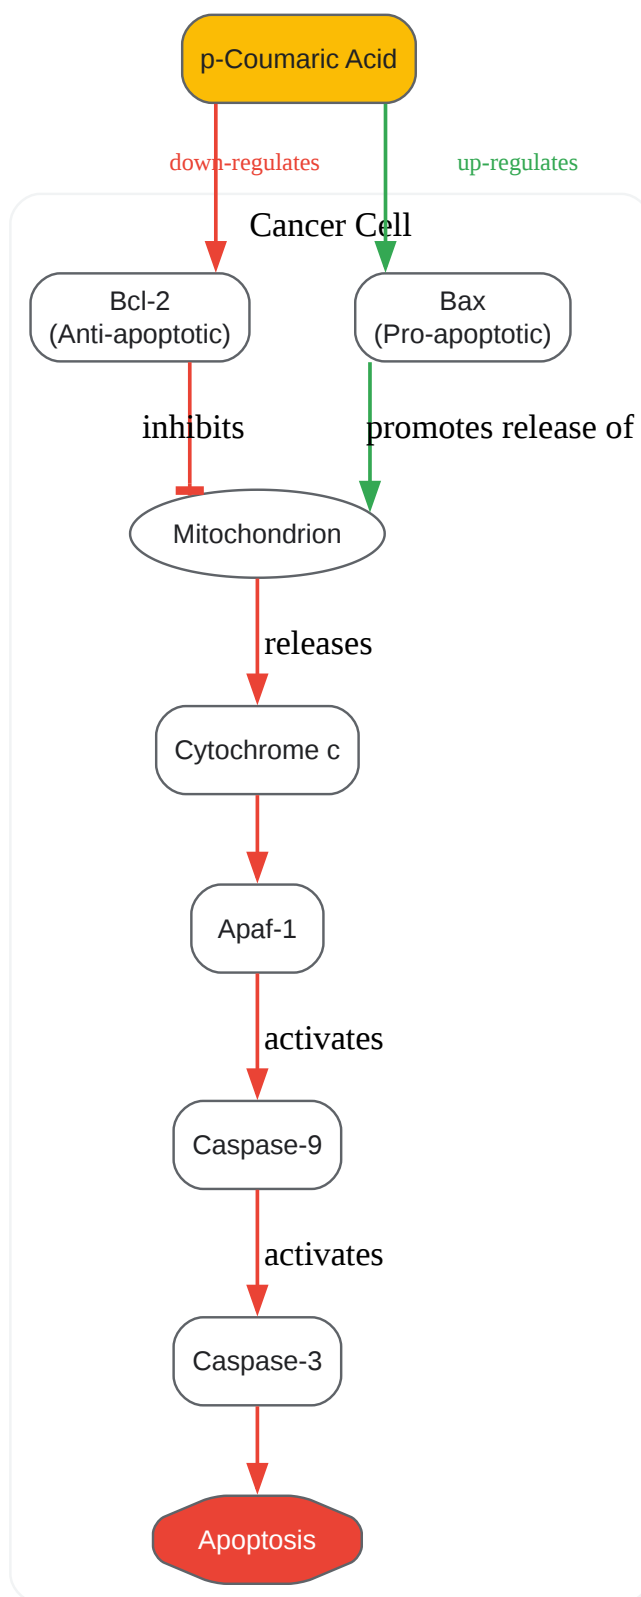 p-Coumaric Acid
down-regulates
up-regulates
Cancer Cell
Bcl-2
(Anti-apoptotic)
Bax
(Pro-apoptotic)
inhibits
promotes release of
Mitochondrion
releases
Cytochrome c
Apaf-1
activates
Caspase-9
activates
Caspase-3
Apoptosis